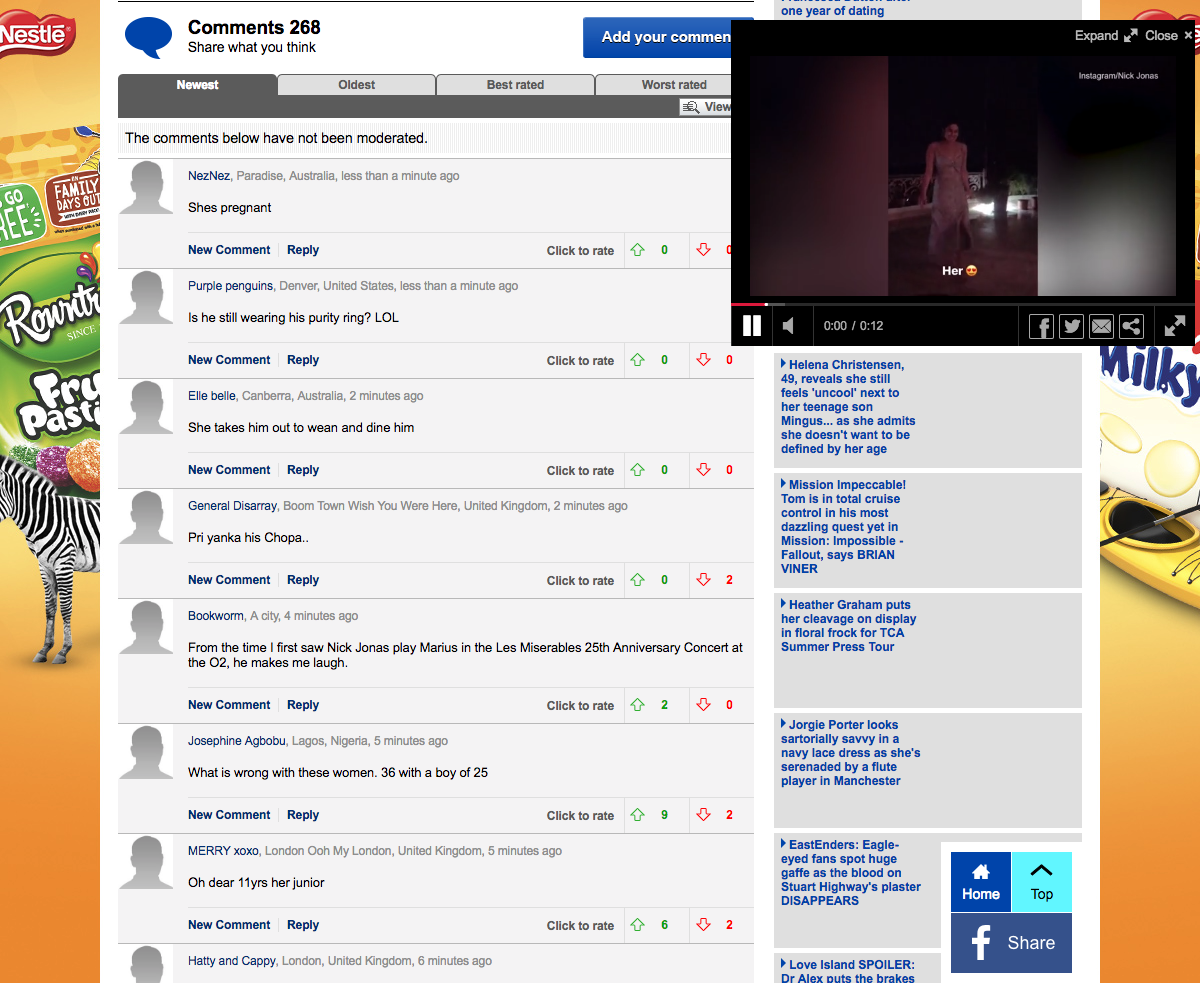 Francesca Dutton after
one year of dating
Nestlé
Comments 268
Share what you think
Add your commen
Expand
Close ×
Instagram/Nick Jonas
Newest
Oldest
Best rated
Worst rated
View
The comments below have not been moderated.
NezNez, Paradise, Australia, less than a minute ago
Shes pregnant
New Comment
Reply
Click to rate
0
0
Purple penguins, Denver, United States, less than a minute ago
Is he still wearing his purity ring? LOL
New Comment
Reply
Click to rate
0
0
Elle belle, Canberra, Australia, 2 minutes ago
She takes him out to wean and dine him
New Comment
Reply
Click to rate
0
0
General Disarray, Boom Town Wish You Were Here, United Kingdom, 2 minutes ago
Pri yanka his Chopa..
New Comment
Reply
Click to rate
0
2
Bookworm, A city, 4 minutes ago
From the time I first saw Nick Jonas play Marius in the Les Miserables 25th Anniversary Concert at
the O2, he makes me laugh.
New Comment
Reply
Click to rate
2
0
Josephine Agbobu, Lagos, Nigeria, 5 minutes ago
What is wrong with these women. 36 with a boy of 25
New Comment
Reply
Click to rate
9
2
MERRY xoxo, London Ooh My London, United Kingdom, 5 minutes ago
Oh dear 11yrs her junior
New Comment
Reply
Click to rate
6
2
Hatty and Cappy, London, United Kingdom, 6 minutes ago
Her
0:00 / 0:12
Helena Christensen,
49, reveals she still
feels 'uncool' next to
her teenage son
Mingus... as she admits
she doesn't want to be
defined by her age
Mission Impeccable!
Tom is in total cruise
control in his most
dazzling quest yet in
Mission: Impossible -
Fallout, says BRIAN
VINER
Heather Graham puts
her cleavage on display
in floral frock for TCA
Summer Press Tour
Jorgie Porter looks
sartorially savvy in a
navy lace dress as she's
serenaded by a flute
player in Manchester
EastEnders: Eagle-
eyed fans spot huge
gaffe as the blood on
Stuart Highway's plaster
DISAPPEARS
Love Island SPOILER:
Dr Alex puts the brakes
Home
Top
Share
GO
FREE
FAMILY
DAYS OUT
Rowntr
SINCE
Fru
Pasti
Milky